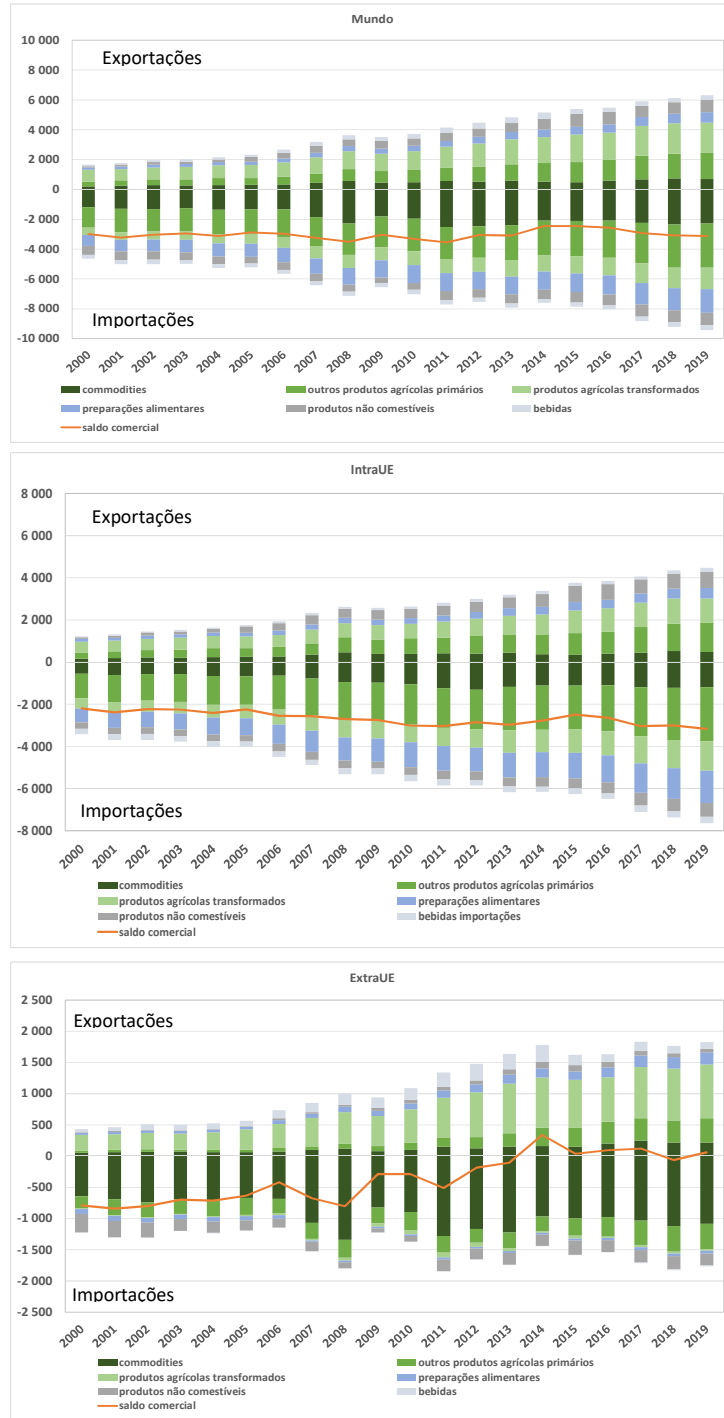 Mundo
10 000
Exportações
8 000
6 000
4 000
2 000
0
-2 000
-4 000
-6 000
-8 000
Importações
-10 000
2000 2001 2002 2003 2004 2005 2006 2007 2008 2009 2010 2011 2012 2013 2014 2015 2016 2017 2018 2019
commodities outros produtos agrícolas primários produtos agrícolas transformados
preparações alimentares produtos não comestíveis bebidas
saldo comercial
IntraUE
8 000
Exportações
6 000
4 000
2 000
0
-2 000
-4 000
-6 000
Importações
-8 000
2000 2001 2002 2003 2004 2005 2006 2007 2008 2009 2010 2011 2012 2013 2014 2015 2016 2017 2018 2019
commodities outros produtos agrícolas primários
produtos agrícolas transformados preparações alimentares
produtos não comestíveis bebidas importações
saldo comercial
ExtraUE
2 500
Exportações
2 000
1 500
1 000
500
0
-500
-1 000
-1 500
-2 000
Importações
-2 500
2000 2001 2002 2003 2004 2005 2006 2007 2008 2009 2010 2011 2012 2013 2014 2015 2016 2017 2018 2019
commodities outros produtos agrícolas primários
produtos agrícolas transformados preparações alimentares
produtos não comestíveis bebidas
saldo comercial